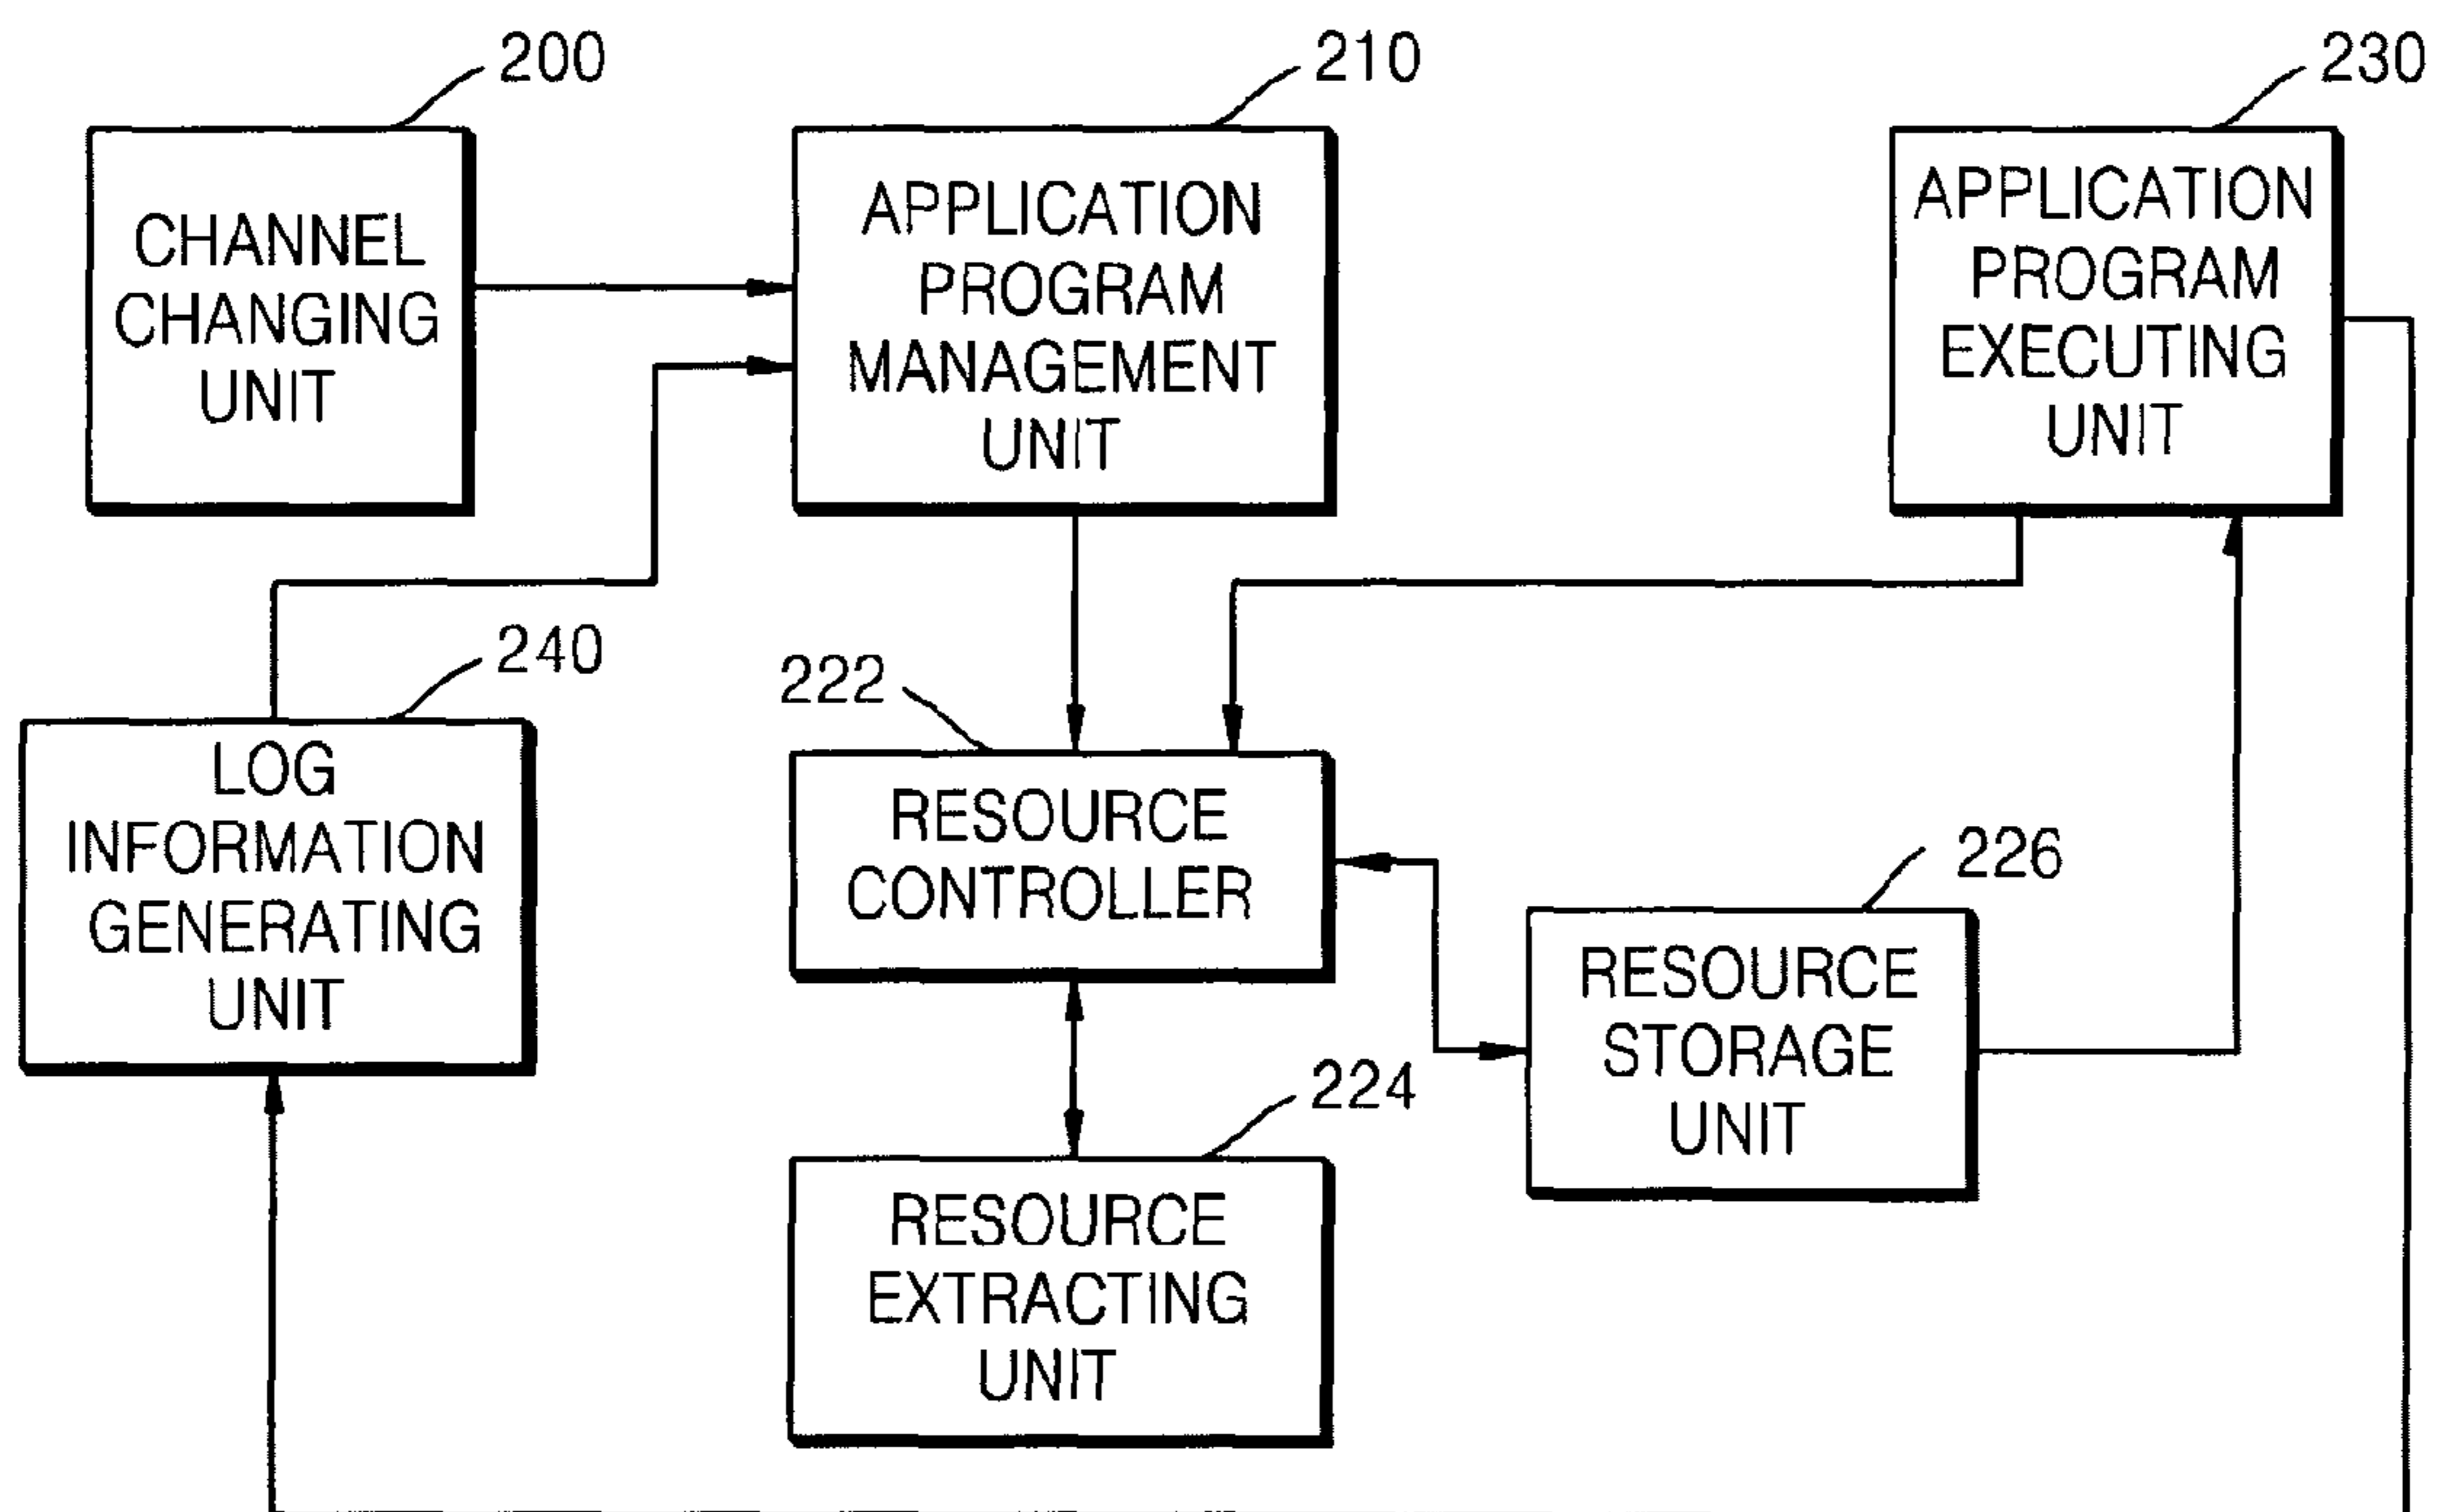 200
210
230
CHANNEL
CHANGING
UNIT
APPLICATION
PROGRAM
MANAGEMENT
UNIT
APPLICATION
PROGRAM
EXECUTING
UNIT
240
LOG
INFORMATION
GENERATING
UNIT
222
RESOURCE
CONTROLLER
226
RESOURCE
STORAGE
UNIT
224
RESOURCE
EXTRACTING
UNIT